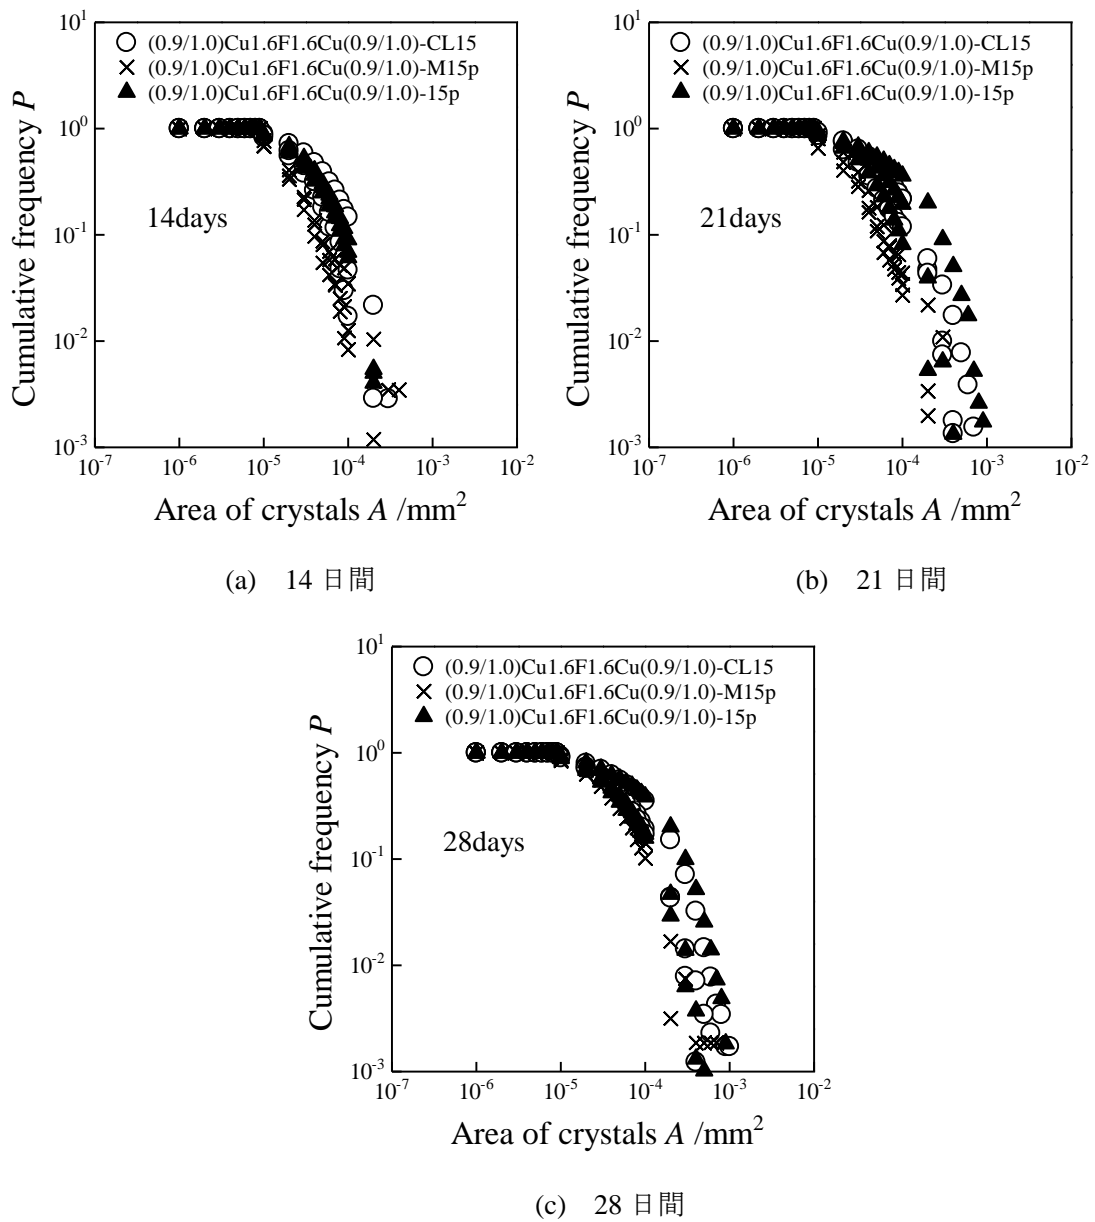 10^1
(0.9/1.0)Cu1.6F1.6Cu(0.9/1.0)-CL15
(0.9/1.0)Cu1.6F1.6Cu(0.9/1.0)-M15p
(0.9/1.0)Cu1.6F1.6Cu(0.9/1.0)-15p
10^0
14days
10^-1
10^-2
10^-3
Cumulative frequency P
10^-7 10^-6 10^-5 10^-4 10^-3 10^-2
Area of crystals A /mm^2
(a) 14 日間
10^1
(0.9/1.0)Cu1.6F1.6Cu(0.9/1.0)-CL15
(0.9/1.0)Cu1.6F1.6Cu(0.9/1.0)-M15p
(0.9/1.0)Cu1.6F1.6Cu(0.9/1.0)-15p
10^0
21days
10^-1
10^-2
10^-3
Cumulative frequency P
10^-7 10^-6 10^-5 10^-4 10^-3 10^-2
Area of crystals A /mm^2
(b) 21 日間
10^1
(0.9/1.0)Cu1.6F1.6Cu(0.9/1.0)-CL15
(0.9/1.0)Cu1.6F1.6Cu(0.9/1.0)-M15p
(0.9/1.0)Cu1.6F1.6Cu(0.9/1.0)-15p
10^0
28days
10^-1
10^-2
10^-3
Cumulative frequency P
10^-7 10^-6 10^-5 10^-4 10^-3 10^-2
Area of crystals A /mm^2
(c) 28 日間